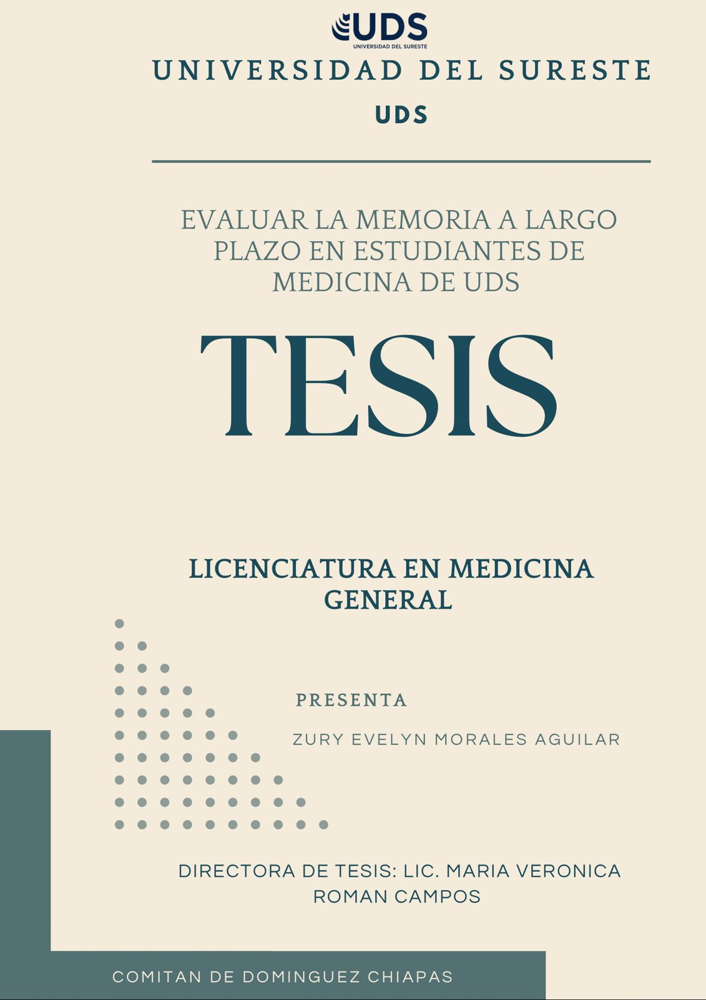 UDS
UNIVERSIDAD DEL SURESTE
UNIVERSIDAD DEL SURESTE
UDS
EVALUAR LA MEMORIA A LARGO
PLAZO EN ESTUDIANTES DE
MEDICINA DE UDS
TESIS
LICENCIATURA EN MEDICINA
GENERAL
PRESENTA
ZURY EVELYN MORALES AGUILAR
DIRECTORA DE TESIS: LIC. MARIA VERONICA
ROMAN CAMPOS
COMITAN DE DOMINGUEZ CHIAPAS